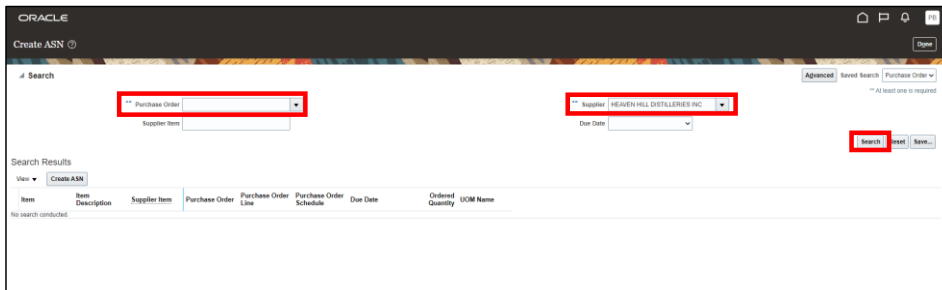 ORACLE
PB
Create ASN
Done
Search
Advanced Saved Search Purchase Order
** At least one is required
** Purchase Order
** Supplier HEAVEN HILL DISTILLERIES INC
Supplier Item
Due Date
Search Reset Save...
Search Results
View Create ASN
Item Item Description Supplier Item Purchase Order Purchase Order Line Purchase Order Schedule Due Date Ordered Quantity UOM Name
No search conducted.